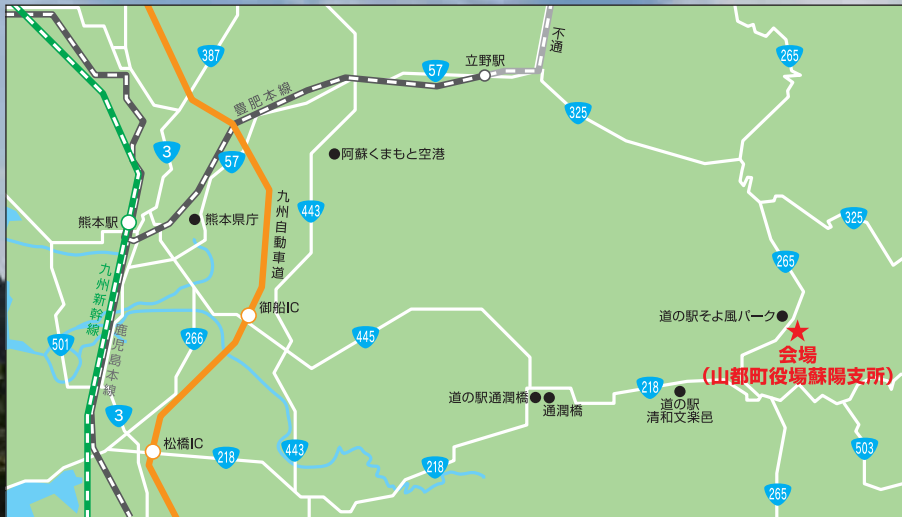 387
3
57
豊肥本線
57
立野駅
不通
325
265
325
265
阿蘇くまもと空港
443
熊本駅
熊本県庁
九州自動車道
九州新幹線
鹿児島本線
御船IC
266
501
445
3
松橋IC
218
443
218
道の駅通潤橋
通潤橋
218
道の駅
清和文楽邑
道の駅そよ風パーク
会場
(山都町役場蘇陽支所)
503
265